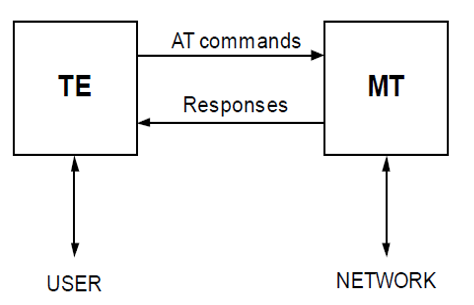 AT commands
TE
MT
Responses
USER
NETWORK